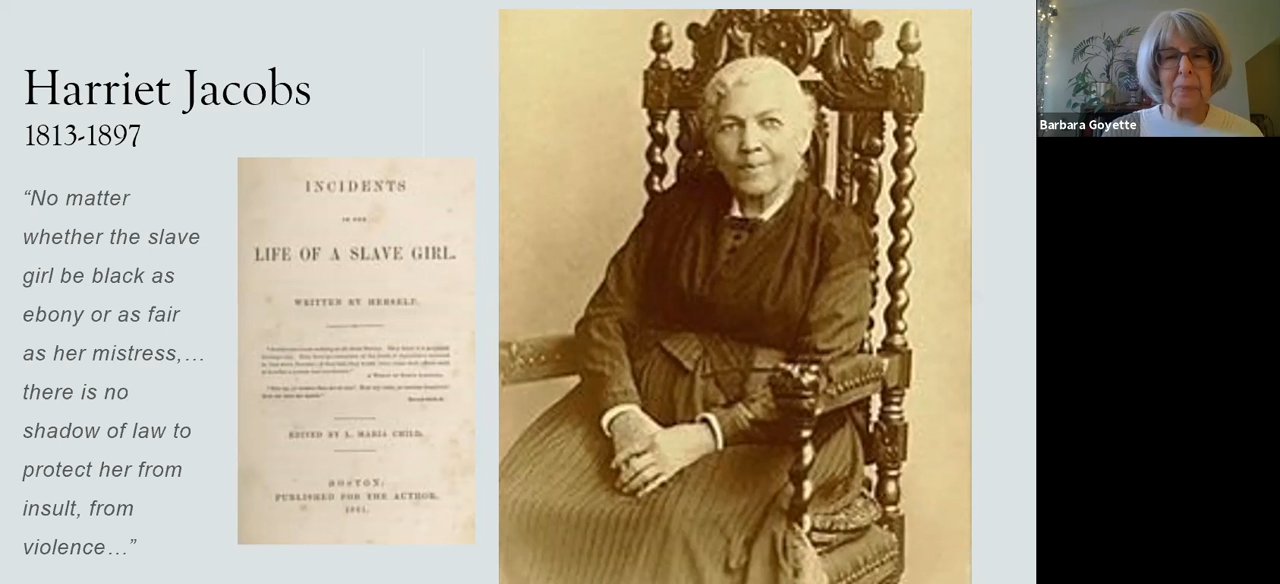 Harriet Jacobs
1813-1897
“No matter
whether the slave
girl be black as
ebony or as fair
as her mistress,…
there is no
shadow of law to
protect her from
insult, from
violence…”
INCIDENTS
IN THE
LIFE OF A SLAVE GIRL.
WRITTEN BY HERSELF.
EDITED BY L. MARIA CHILD.
BOSTON:
PUBLISHED FOR THE AUTHOR.
1861.
Barbara Goyette